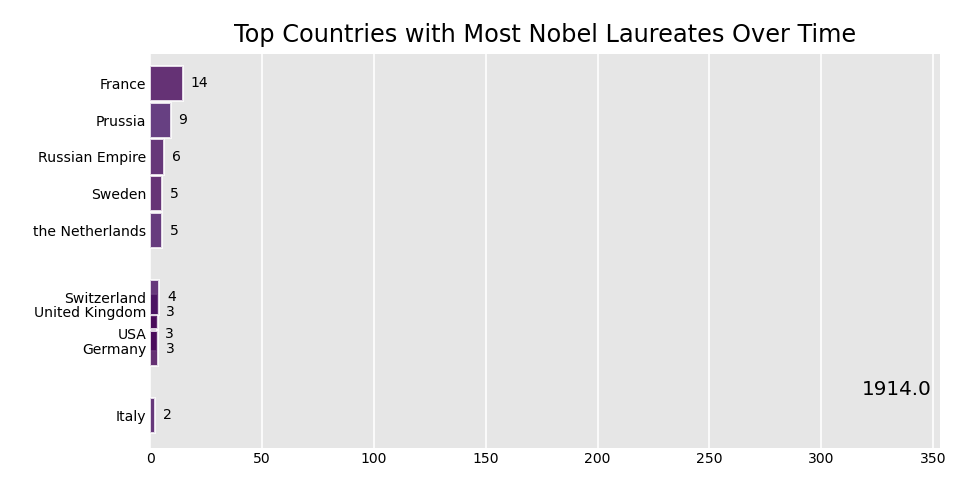 Top Countries with Most Nobel Laureates Over Time
France 14
Prussia 9
Russian Empire 6
Sweden 5
the Netherlands 5
Switzerland 4
United Kingdom 3
USA 3
Germany 3
1914.0
Italy 2
0 50 100 150 200 250 300 350